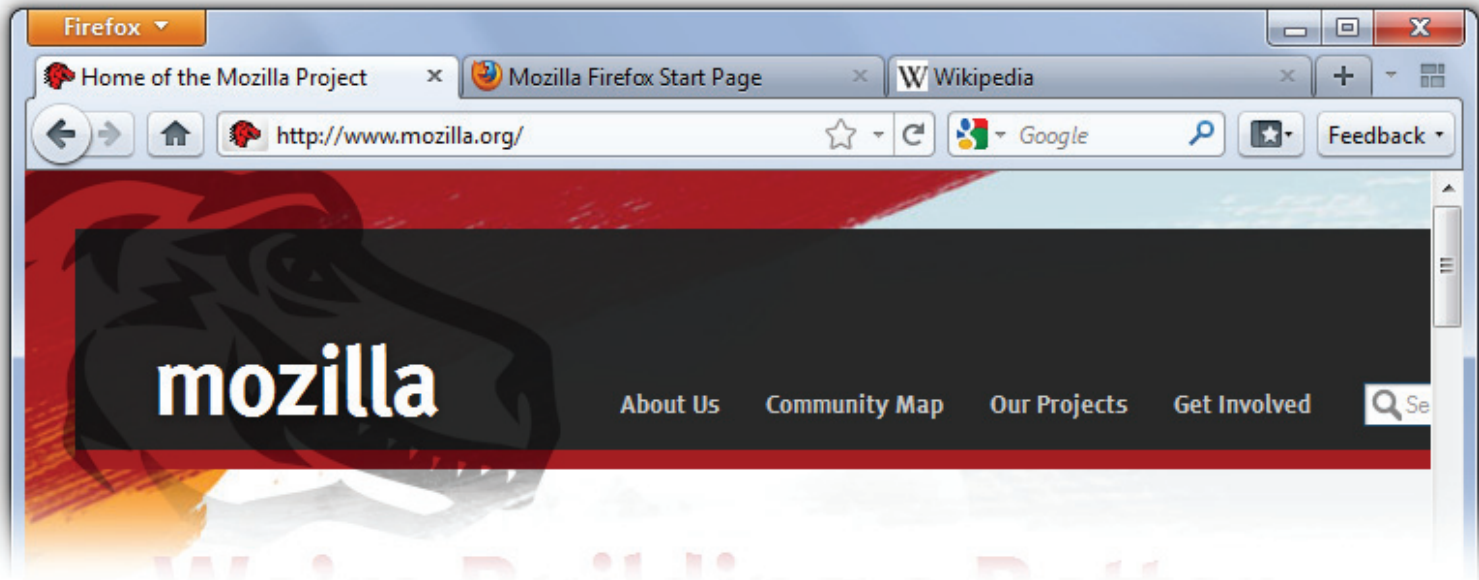 Firefox
Home of the Mozilla Project
Mozilla Firefox Start Page
W Wikipedia
http://www.mozilla.org/
Google
Feedback
mozilla
About Us Community Map Our Projects Get Involved Se